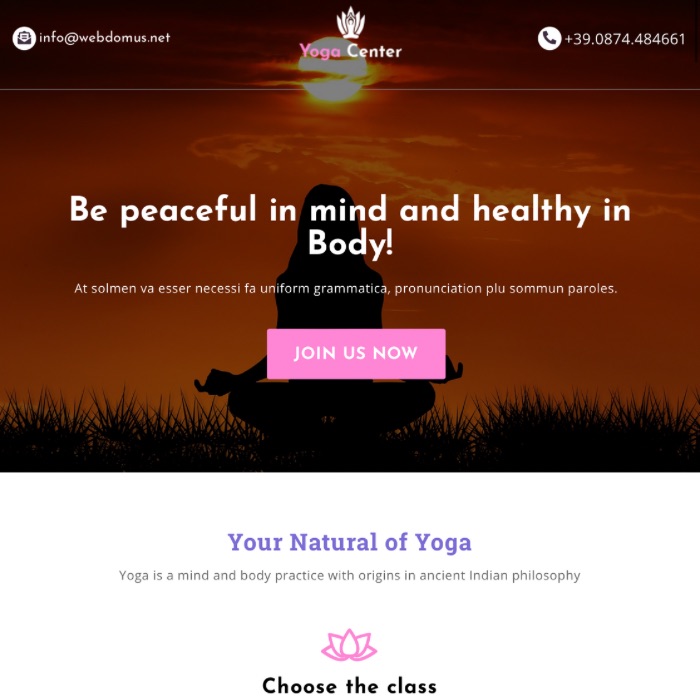 info@webdomus.net
Yoga Center
+39.0874.484661
Be peaceful in mind and healthy in
Body!
At solmen va esser necessi fa uniform grammatica, pronunciation plu sommun paroles.
JOIN US NOW
Your Natural of Yoga
Yoga is a mind and body practice with origins in ancient Indian philosophy
Choose the class